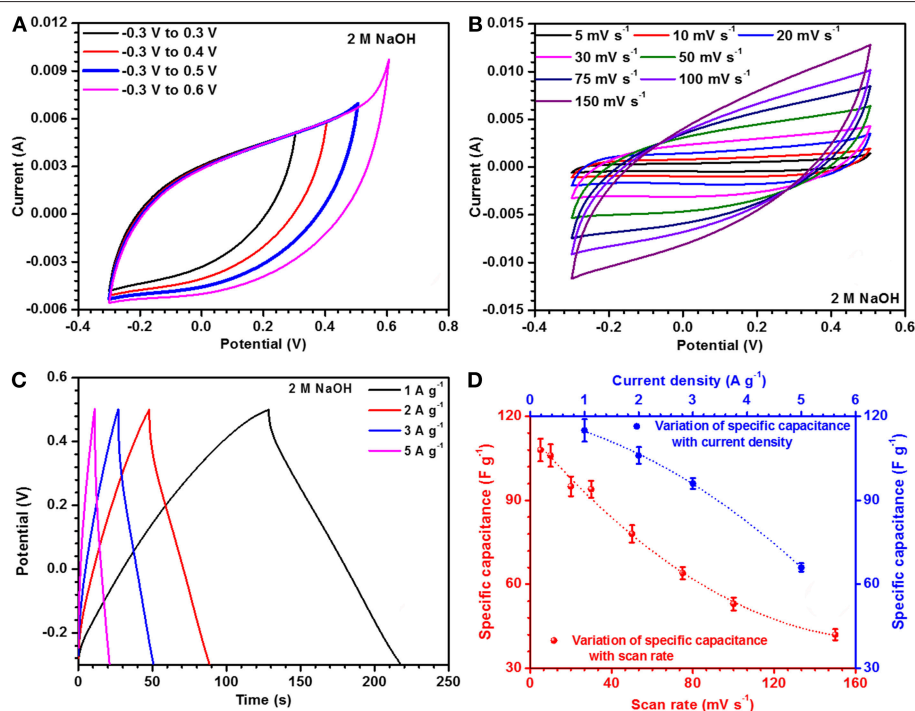 A
0.012
0.009
0.006
0.003
0.000
-0.003
-0.006
Current (A)
-0.3 V to 0.3 V
-0.3 V to 0.4 V
-0.3 V to 0.5 V
-0.3 V to 0.6 V
2 M NaOH
-0.4 0.0 0.2 0.4 0.6 0.8
Potential (V)
B
0.015
0.010
0.005
0.000
-0.005
-0.010
-0.015
Current (A)
5 mV s⁻¹ 10 mV s⁻¹ 20 mV s⁻¹
30 mV s⁻¹ 50 mV s⁻¹
75 mV s⁻¹ 100 mV s⁻¹
150 mV s⁻¹
2 M NaOH
-0.4 -0.2 0.0 0.2 0.4 0.6
Potential (V)
C
0.6
0.4
0.2
0.0
-0.2
Potential (V)
2 M NaOH
1 A g⁻¹
2 A g⁻¹
3 A g⁻¹
5 A g⁻¹
0 50 100 150 200 250
Time (s)
D
Current density (A g⁻¹)
0 1 2 3 4 5 6
120
90
60
30
Specific capacitance (F g⁻¹)
Variation of specific capacitance
with current density
Variation of specific capacitance
with scan rate
120
90
60
30
Specific capacitance (F g⁻¹)
0 40 80 120 160
Scan rate (mV s⁻¹)